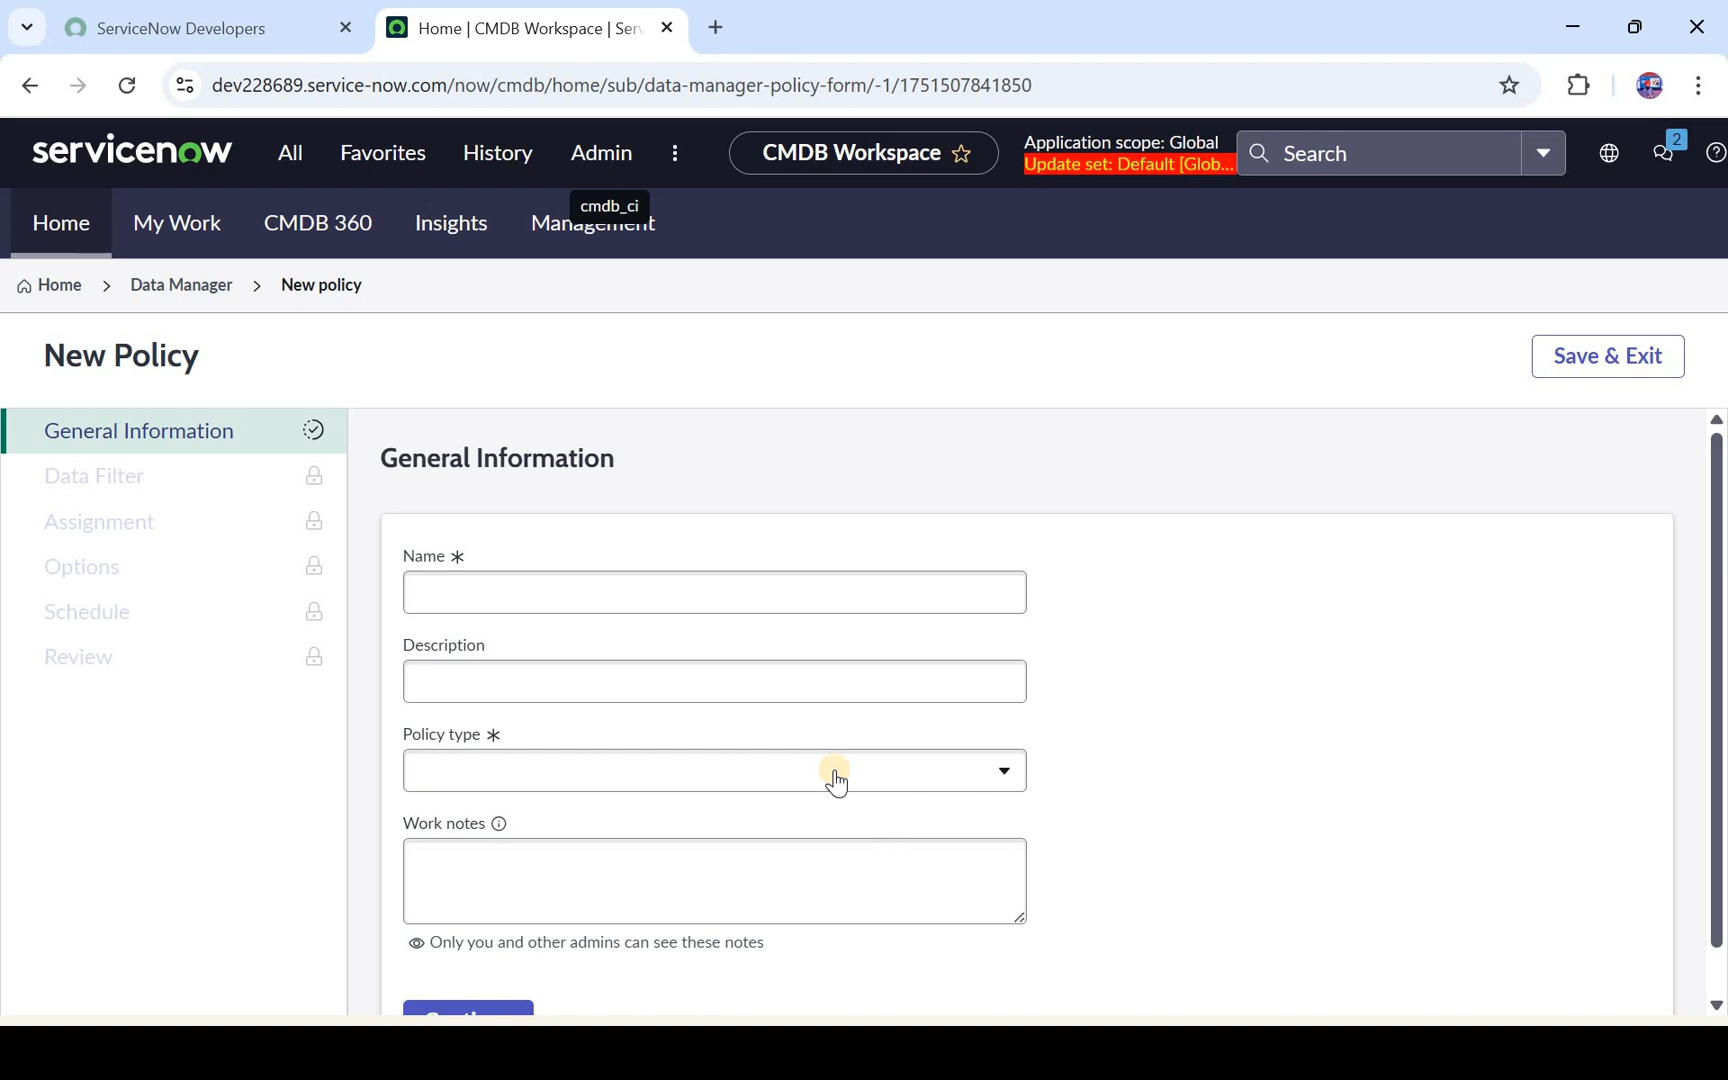 ServiceNow Developers
Home | CMDB Workspace | Ser
dev228689.service-now.com/now/cmdb/home/sub/data-manager-policy-form/-1/1751507841850
servicenow
All
Favorites
History
Admin
CMDB Workspace
Application scope: Global
Update set: Default [Glob...
Search
2
cmdb_ci
Home
My Work
CMDB 360
Insights
Management
Home > Data Manager > New policy
New Policy
Save & Exit
General Information
Data Filter
Assignment
Options
Schedule
Review
General Information
Name *
Description
Policy type *
Work notes
Only you and other admins can see these notes